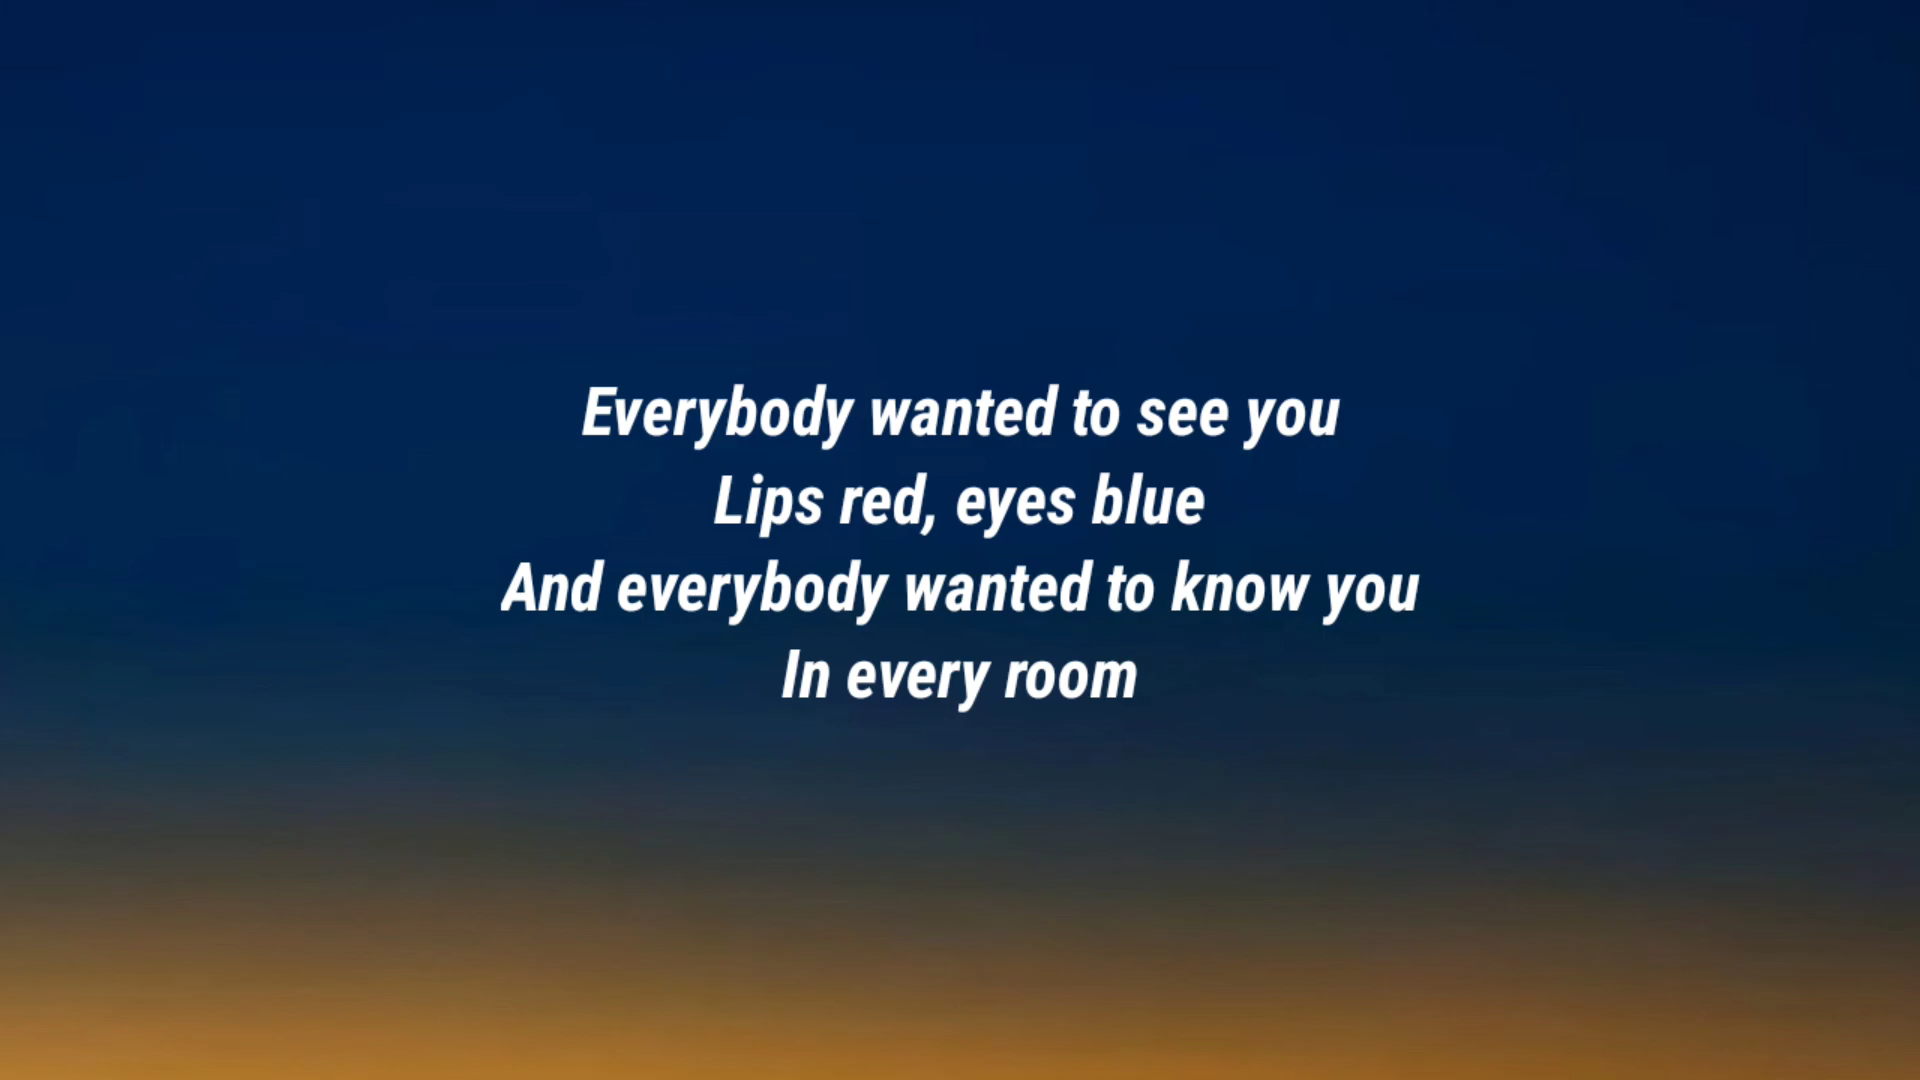 Everybody wanted to see you
Lips red, eyes blue
And everybody wanted to know you
In every room